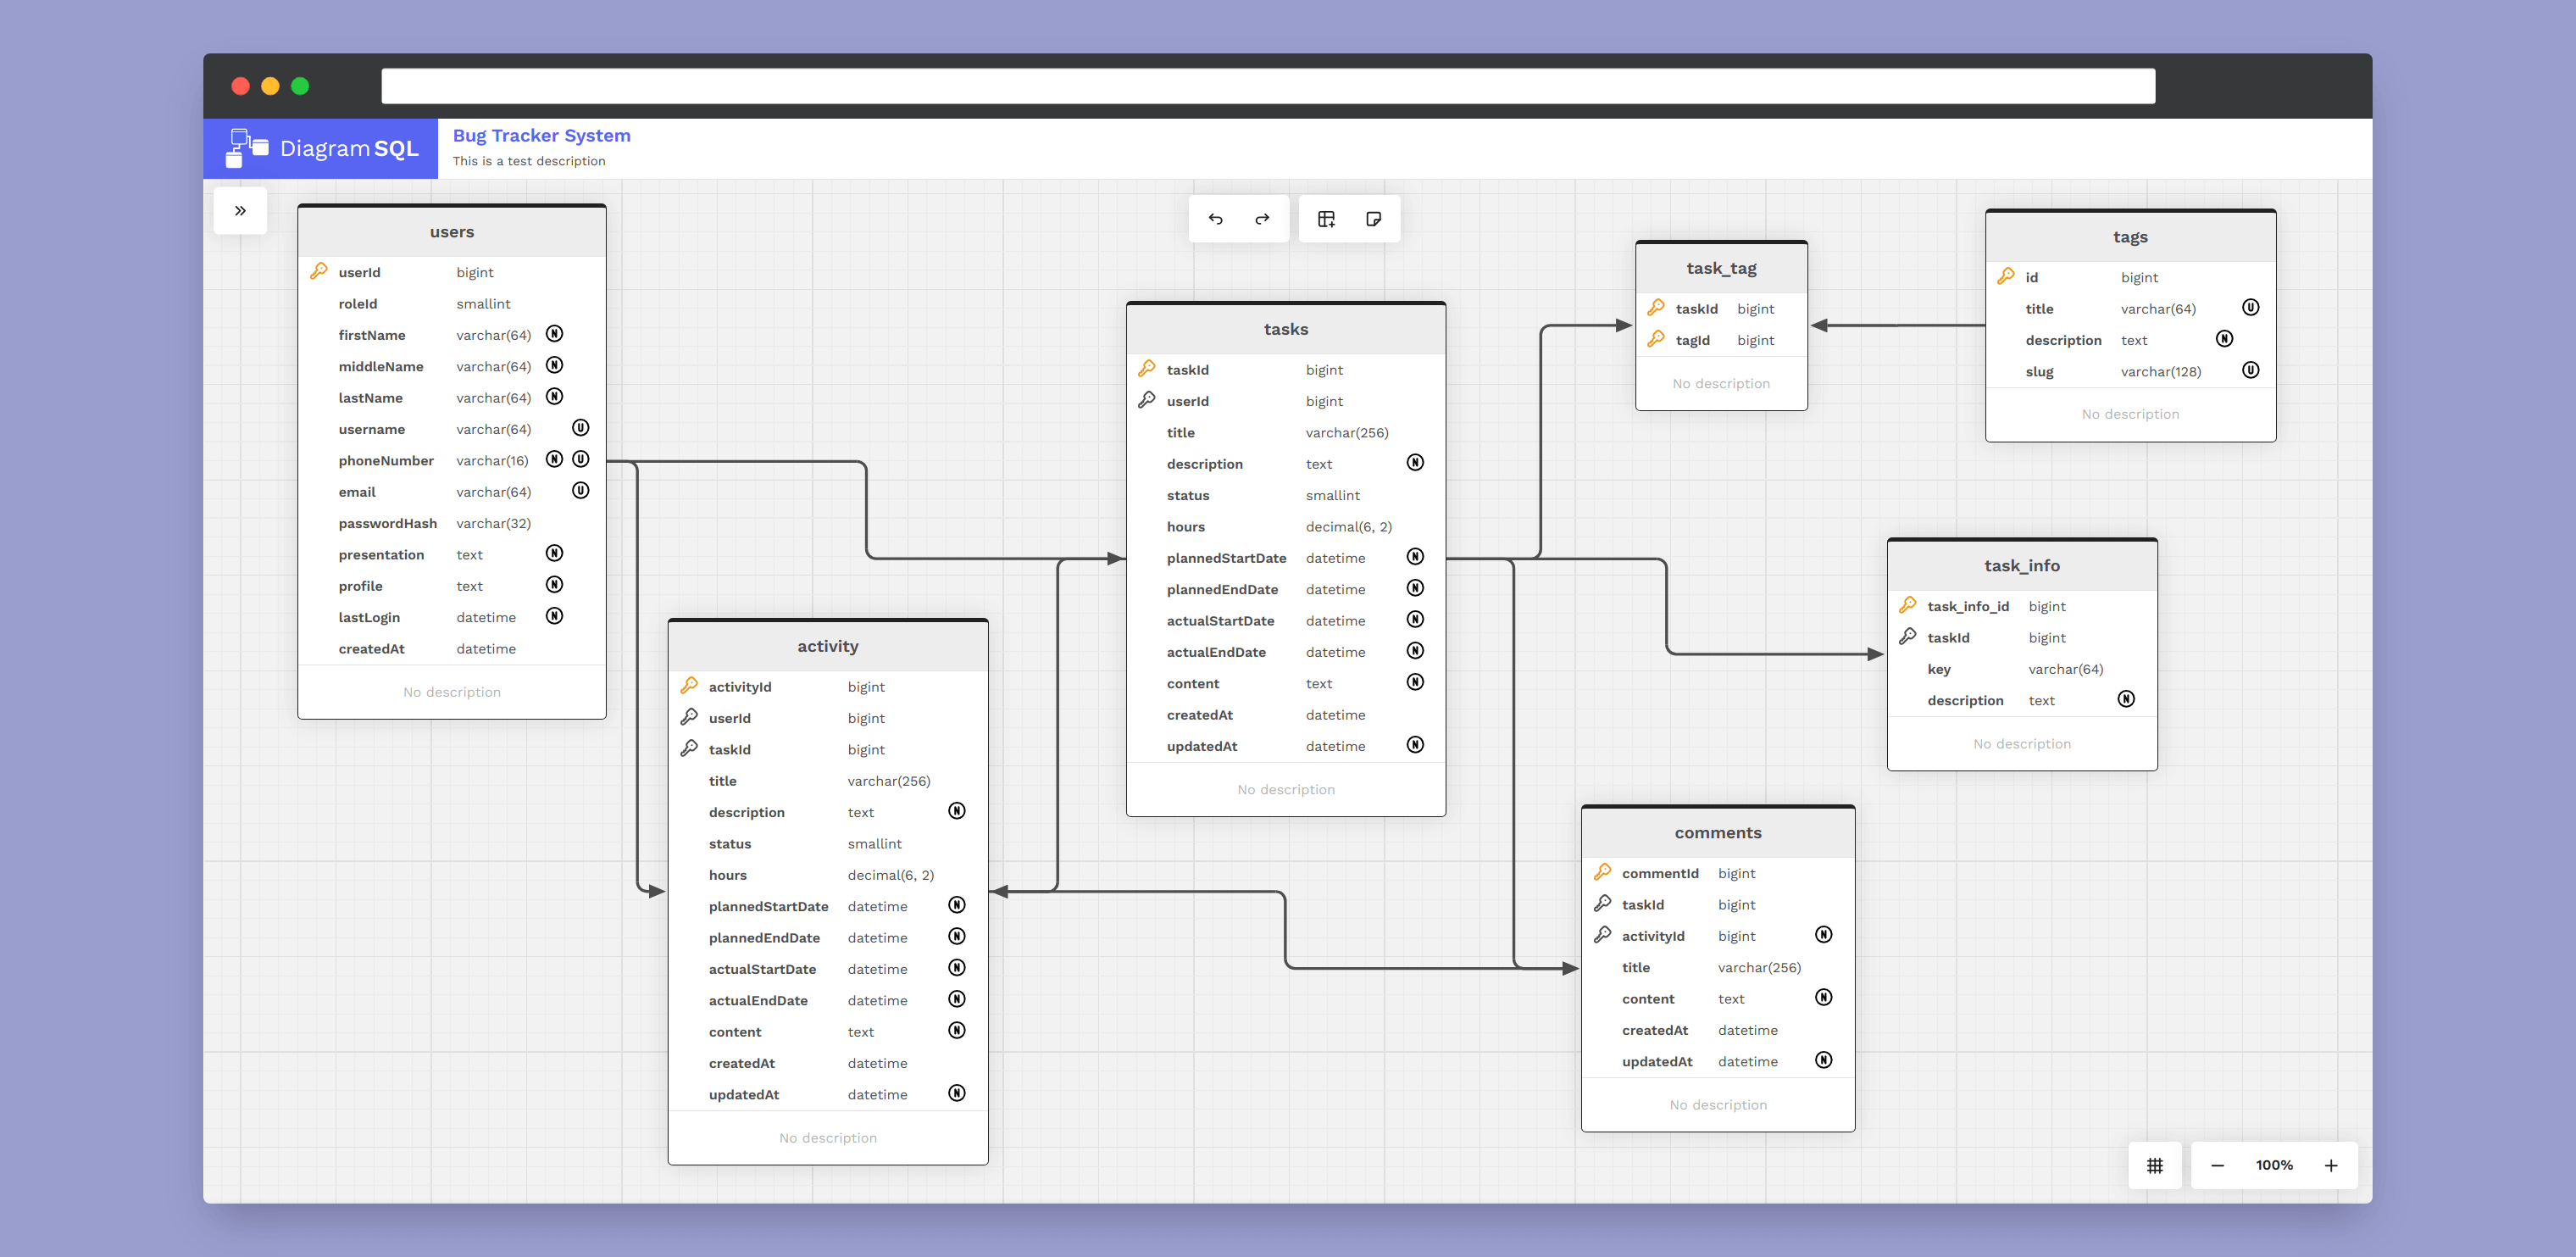 DiagramSQL
Bug Tracker System
This is a test description
users
userId bigint
roleId smallint
firstName varchar(64) N
middleName varchar(64) N
lastName varchar(64) N
username varchar(64) U
phoneNumber varchar(16) N U
email varchar(64) U
passwordHash varchar(32)
presentation text N
profile text N
lastLogin datetime N
createdAt datetime
No description
activity
activityId bigint
userId bigint
taskId bigint
title varchar(256)
description text N
status smallint
hours decimal(6, 2)
plannedStartDate datetime N
plannedEndDate datetime N
actualStartDate datetime N
actualEndDate datetime N
content text N
createdAt datetime
updatedAt datetime N
No description
tasks
taskId bigint
userId bigint
title varchar(256)
description text N
status smallint
hours decimal(6, 2)
plannedStartDate datetime N
plannedEndDate datetime N
actualStartDate datetime N
actualEndDate datetime N
content text N
createdAt datetime
updatedAt datetime N
No description
task_tag
taskId bigint
tagId bigint
No description
tags
id bigint
title varchar(64) U
description text N
slug varchar(128) U
No description
task_info
task_info_id bigint
taskId bigint
key varchar(64)
description text N
No description
comments
commentId bigint
taskId bigint
activityId bigint N
title varchar(256)
content text N
createdAt datetime
updatedAt datetime N
No description
100%